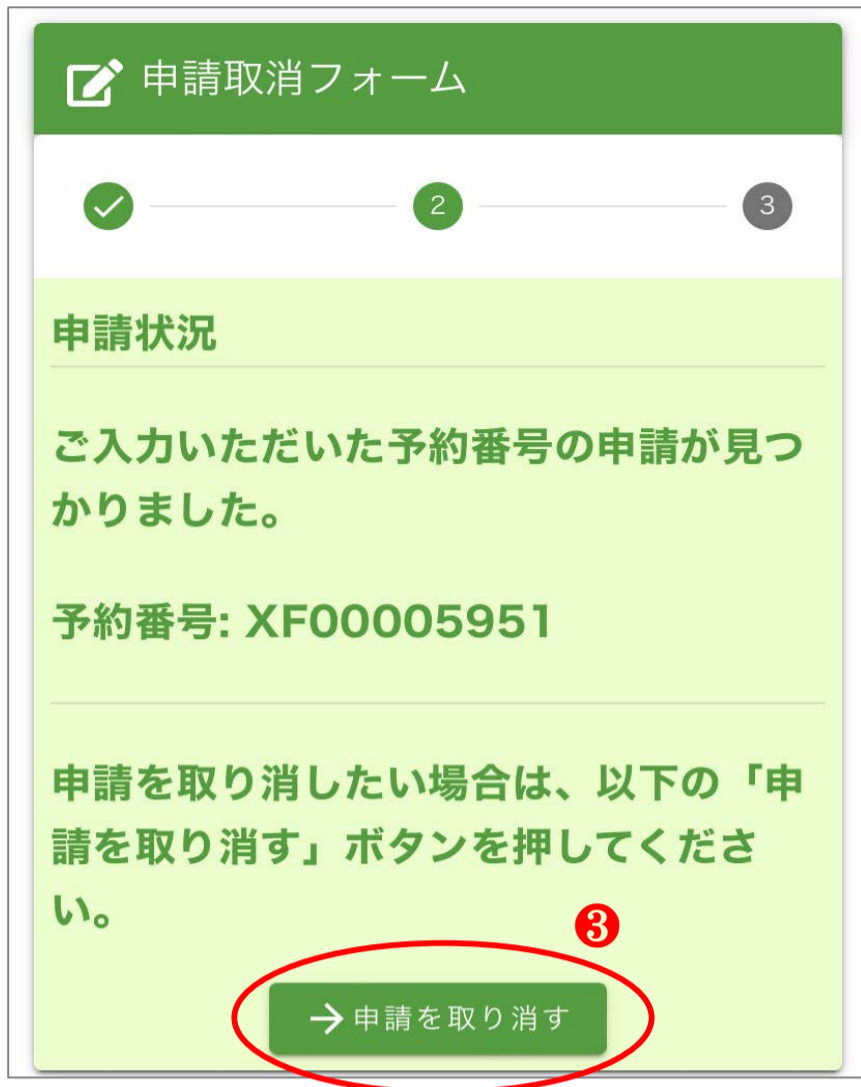 申請取消フォーム
2
3
申請状況
ご入力いただいた予約番号の申請が見つ
かりました。
予約番号: XF00005951
申請を取り消したい場合は、以下の「申
請を取り消す」ボタンを押してくださ
い。
❸
→申請を取り消す